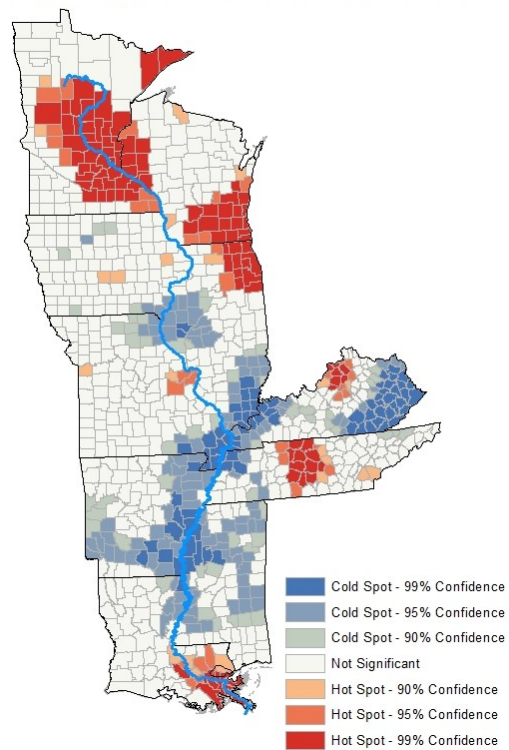 Cold Spot - 99% Confidence
Cold Spot - 95% Confidence
Cold Spot - 90% Confidence
Not Significant
Hot Spot - 90% Confidence
Hot Spot - 95% Confidence
Hot Spot - 99% Confidence